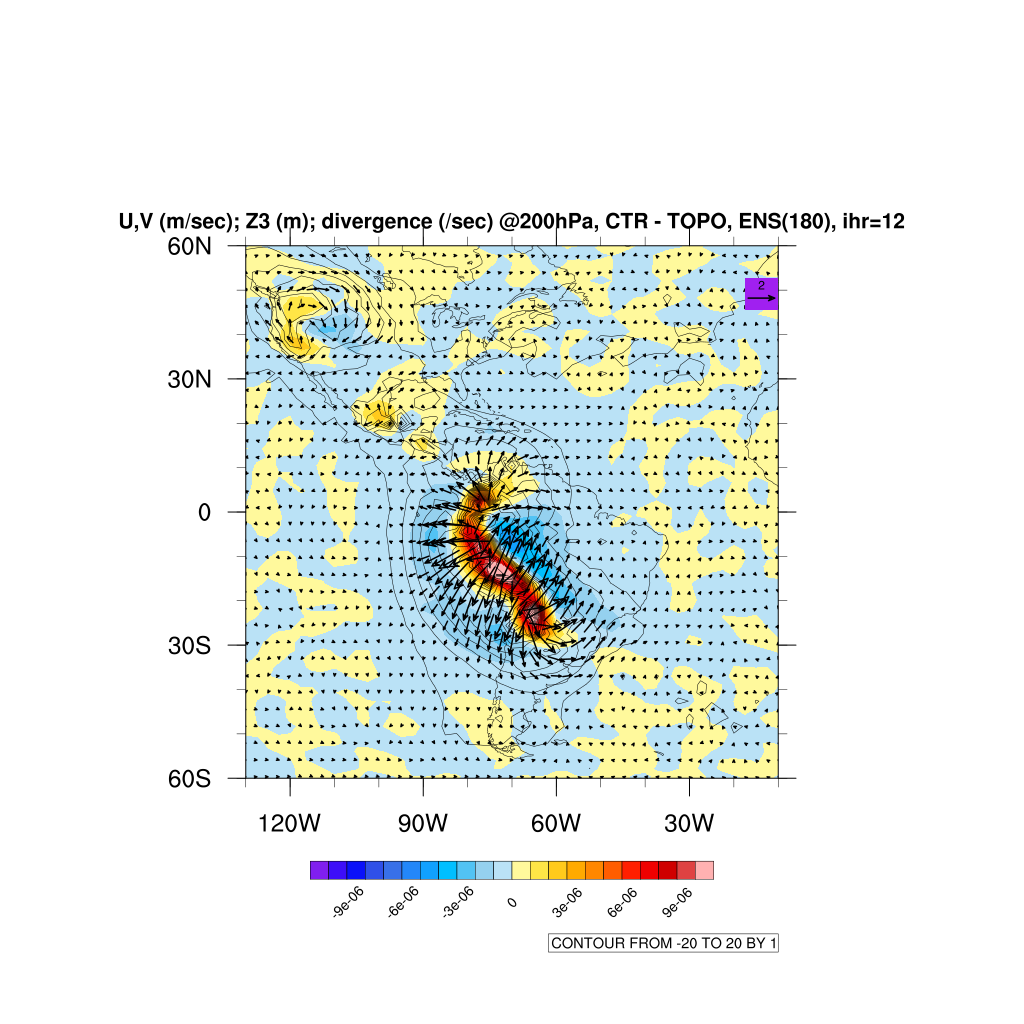 U,V (m/sec); Z3 (m); divergence (/sec) @200hPa, CTR - TOPO, ENS(180), ihr=12
60N
2
30N
0
30S
60S
120W 90W 60W 30W
-9e-06 -6e-06 -3e-06 0 3e-06 6e-06 9e-06
CONTOUR FROM -20 TO 20 BY 1